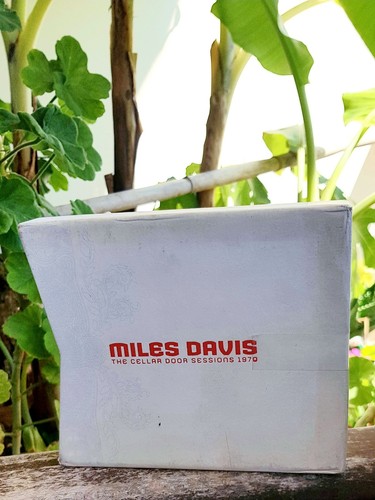 MILES DAVIS
THE CELLAR DOOR SESSIONS 1970